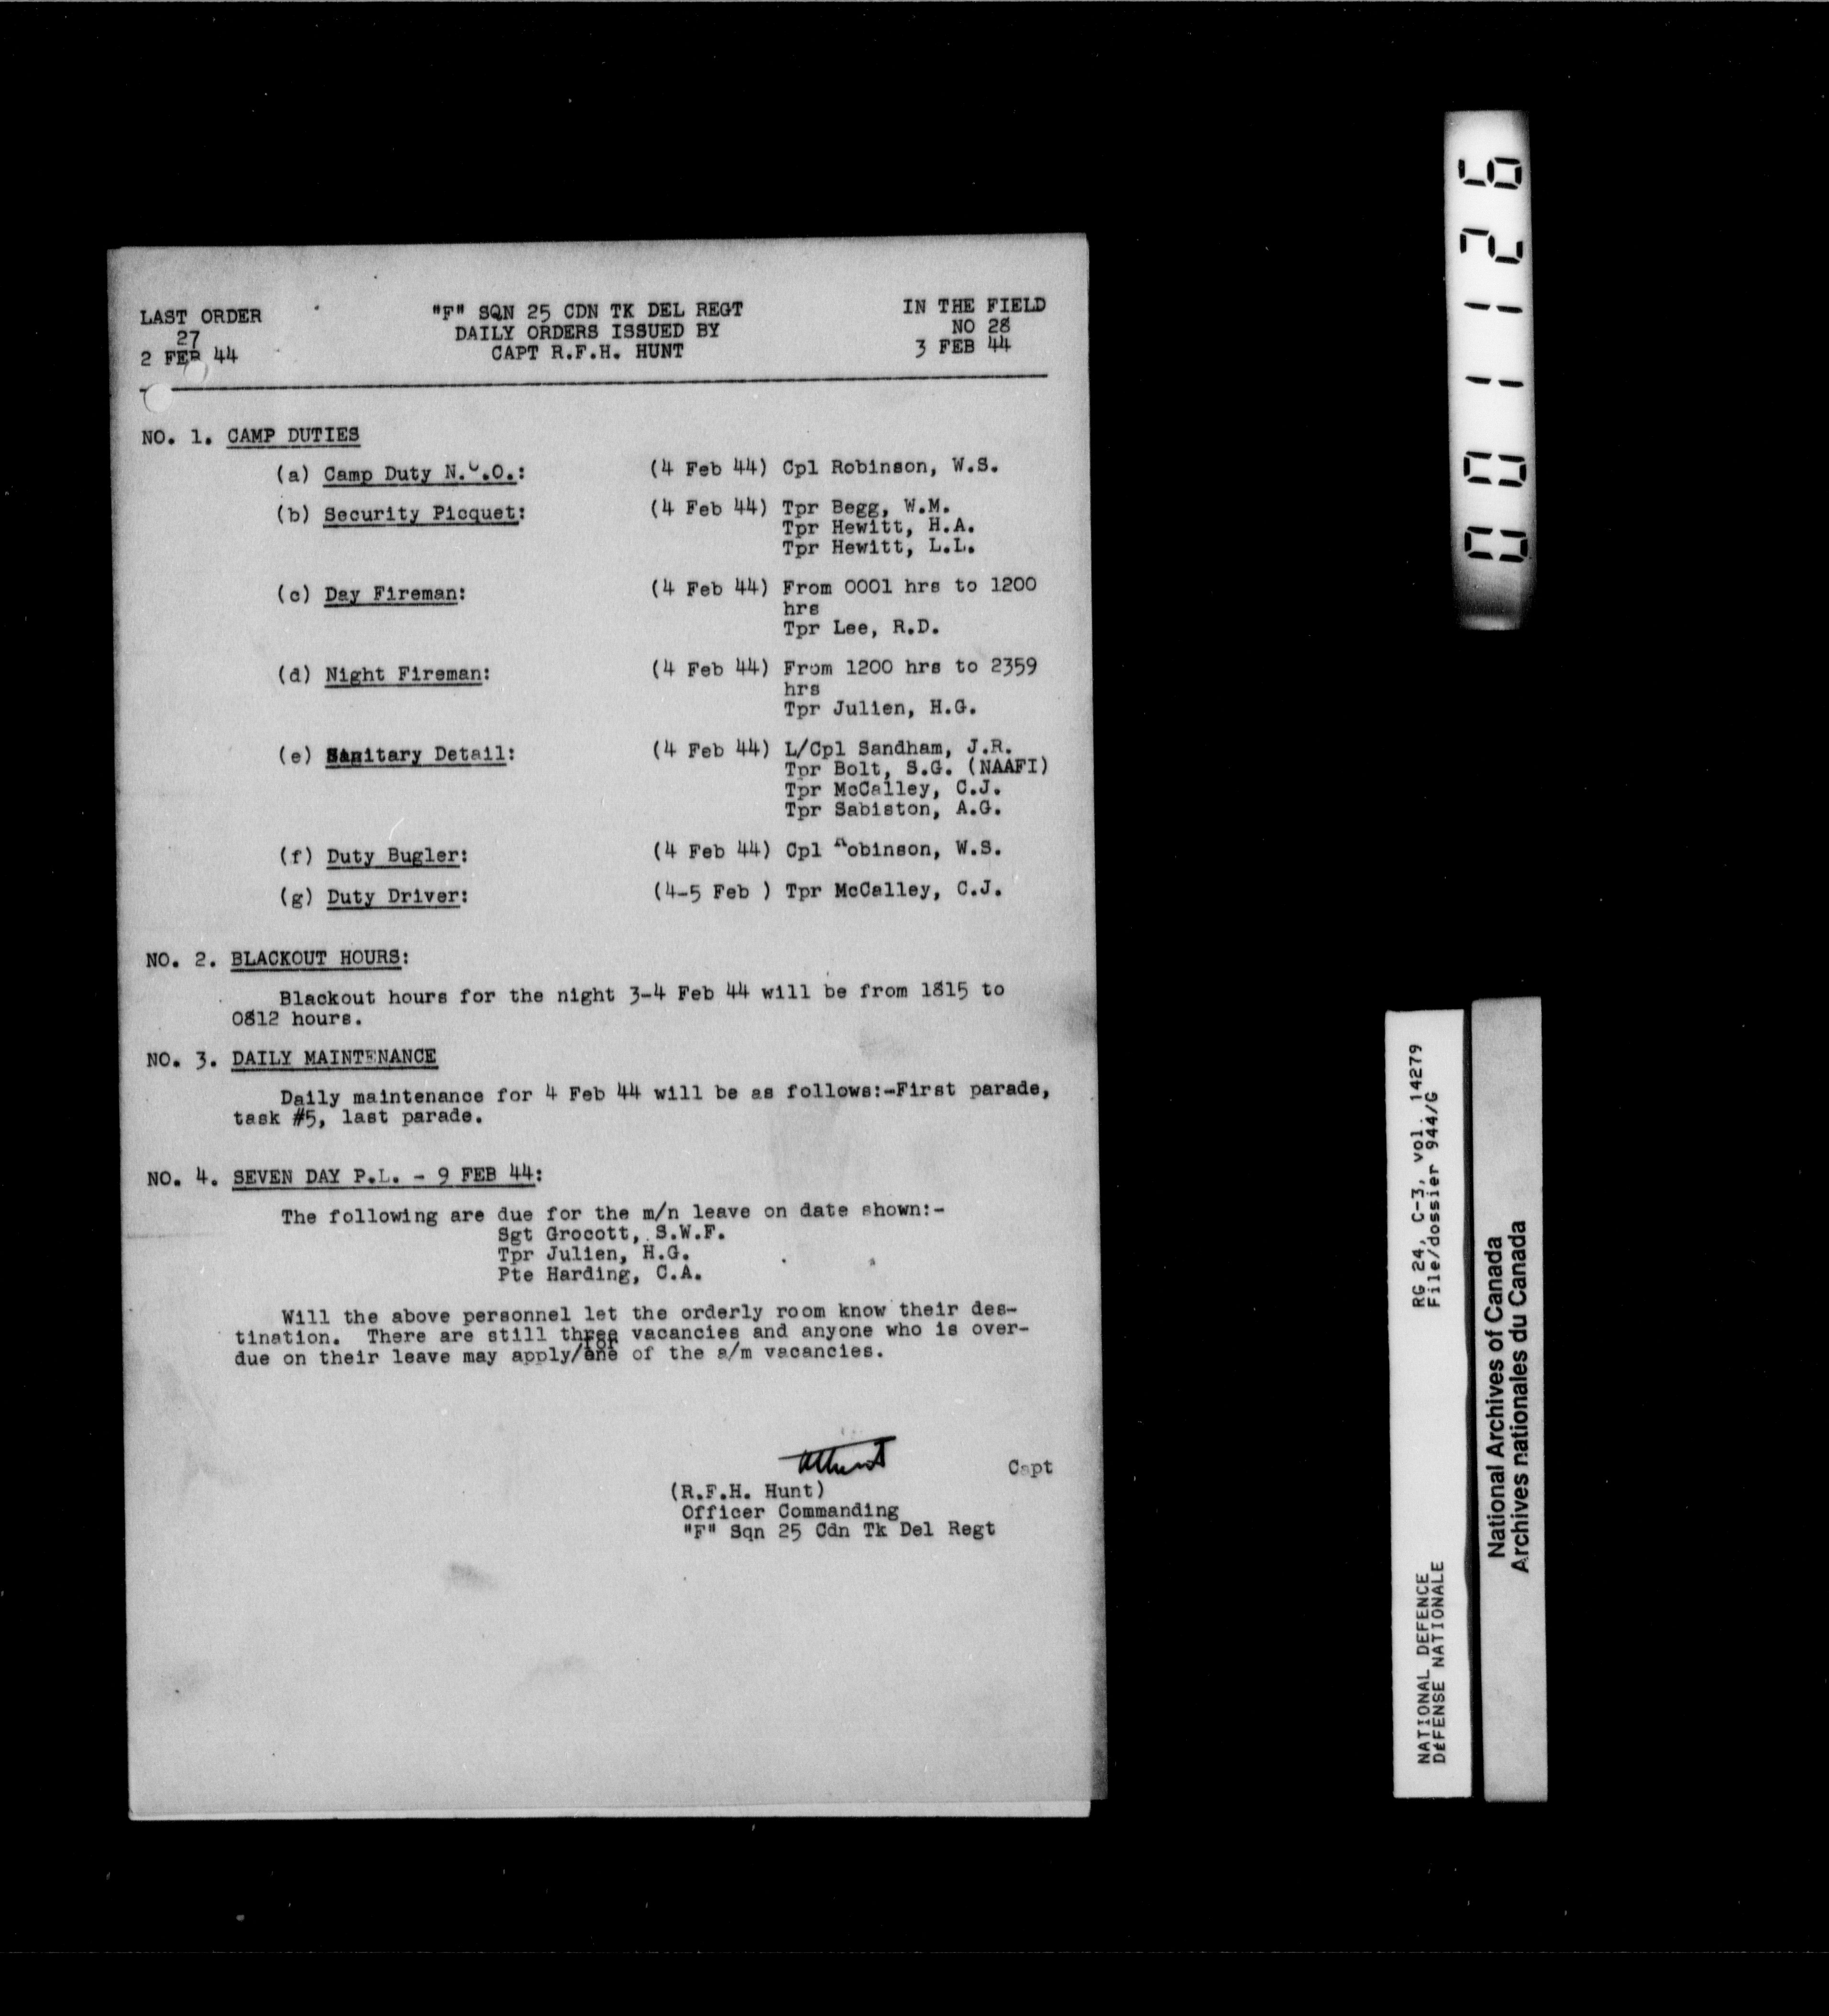 LAST ORDER
27
2 FEB 44
"F" SQN 25 CDN TK DEL REGT
DAILY ORDERS ISSUED BY
CAPT R.F.H. HUNT
IN THE FIELD
NO 28
3 FEB 44
NO. 1. CAMP DUTIES
(a) Camp Duty N.C.O.: (4 Feb 44) Cpl Robinson, W.S.
(b) Security Picquet: (4 Feb 44) Tpr Begg, W.M.
Tpr Hewitt, H.A.
Tpr Hewitt, L.L.
(c) Day Fireman: (4 Feb 44) From 0001 hrs to 1200
hrs
Tpr Lee, R.D.
(d) Night Fireman: (4 Feb 44) From 1200 hrs to 2359
hrs
Tpr Julien, H.G.
(e) Sanitary Detail: (4 Feb 44) L/Cpl Sandham, J.R.
Tpr Bolt, S.G. (NAAFI)
Tpr McCalley, C.J.
Tpr Sabiston, A.G.
(f) Duty Bugler: (4 Feb 44) Cpl Robinson, W.S.
(g) Duty Driver: (4-5 Feb ) Tpr McCalley, C.J.
NO. 2. BLACKOUT HOURS:
Blackout hours for the night 3-4 Feb 44 will be from 1815 to
0812 hours.
NO. 3. DAILY MAINTENANCE
Daily maintenance for 4 Feb 44 will be as follows:-First parade,
task #5, last parade.
NO. 4. SEVEN DAY P.L. - 9 FEB 44:
The following are due for the m/n leave on date shown:-
Sgt Grocott, S.W.F.
Tpr Julien, H.G.
Pte Harding, C.A.
Will the above personnel let the orderly room know their des-
tination. There are still three vacancies and anyone who is over-
due on their leave may apply/for one of the a/m vacancies.
Capt
(R.F.H. Hunt)
Officer Commanding
"F" Sqn 25 Cdn Tk Del Regt
001126
RG 24, C-3, vol. 14279
File/dossier 944/G
NATIONAL DEFENCE
DÉFENSE NATIONALE
National Archives of Canada
Archives nationales du Canada